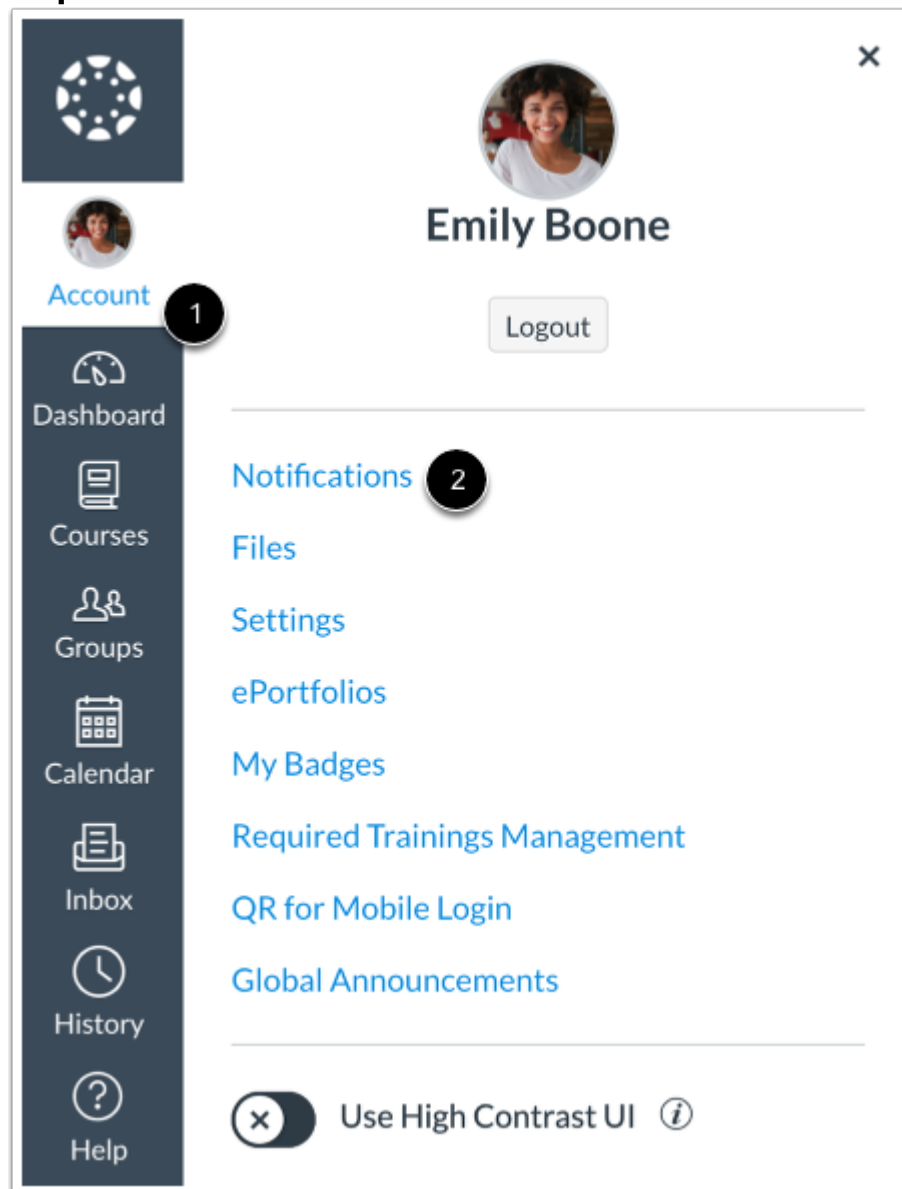 Emily Boone
Account
1
Logout
Dashboard
Notifications 2
Courses
Files
Groups
Settings
ePortfolios
Calendar
My Badges
Inbox
Required Trainings Management
QR for Mobile Login
History
Global Announcements
Help
Use High Contrast UI i